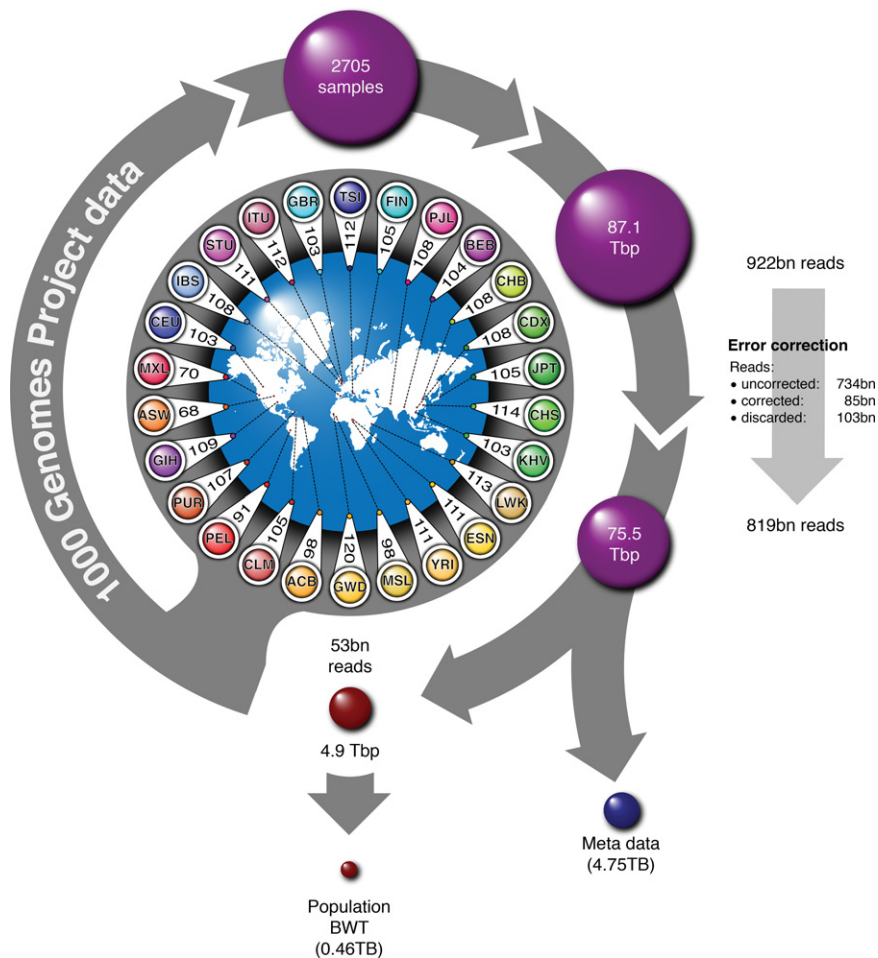 2705
samples
1000 Genomes Project data
87.1
Tbp
922bn reads
Error correction
Reads:
• uncorrected: 734bn
• corrected: 85bn
• discarded: 103bn
819bn reads
75.5
Tbp
TSI
112
FIN
105
PJL
108
BEB
104
CHB
108
CDX
108
JPT
105
CHS
114
KHV
103
LWK
113
ESN
111
YRI
111
MSL
98
GWD
120
ACB
98
CLM
105
PEL
91
PUR
107
GIH
109
ASW
68
MXL
70
CEU
103
IBS
108
STU
111
ITU
112
GBR
103
53bn
reads
4.9 Tbp
Meta data
(4.75TB)
Population
BWT
(0.46TB)